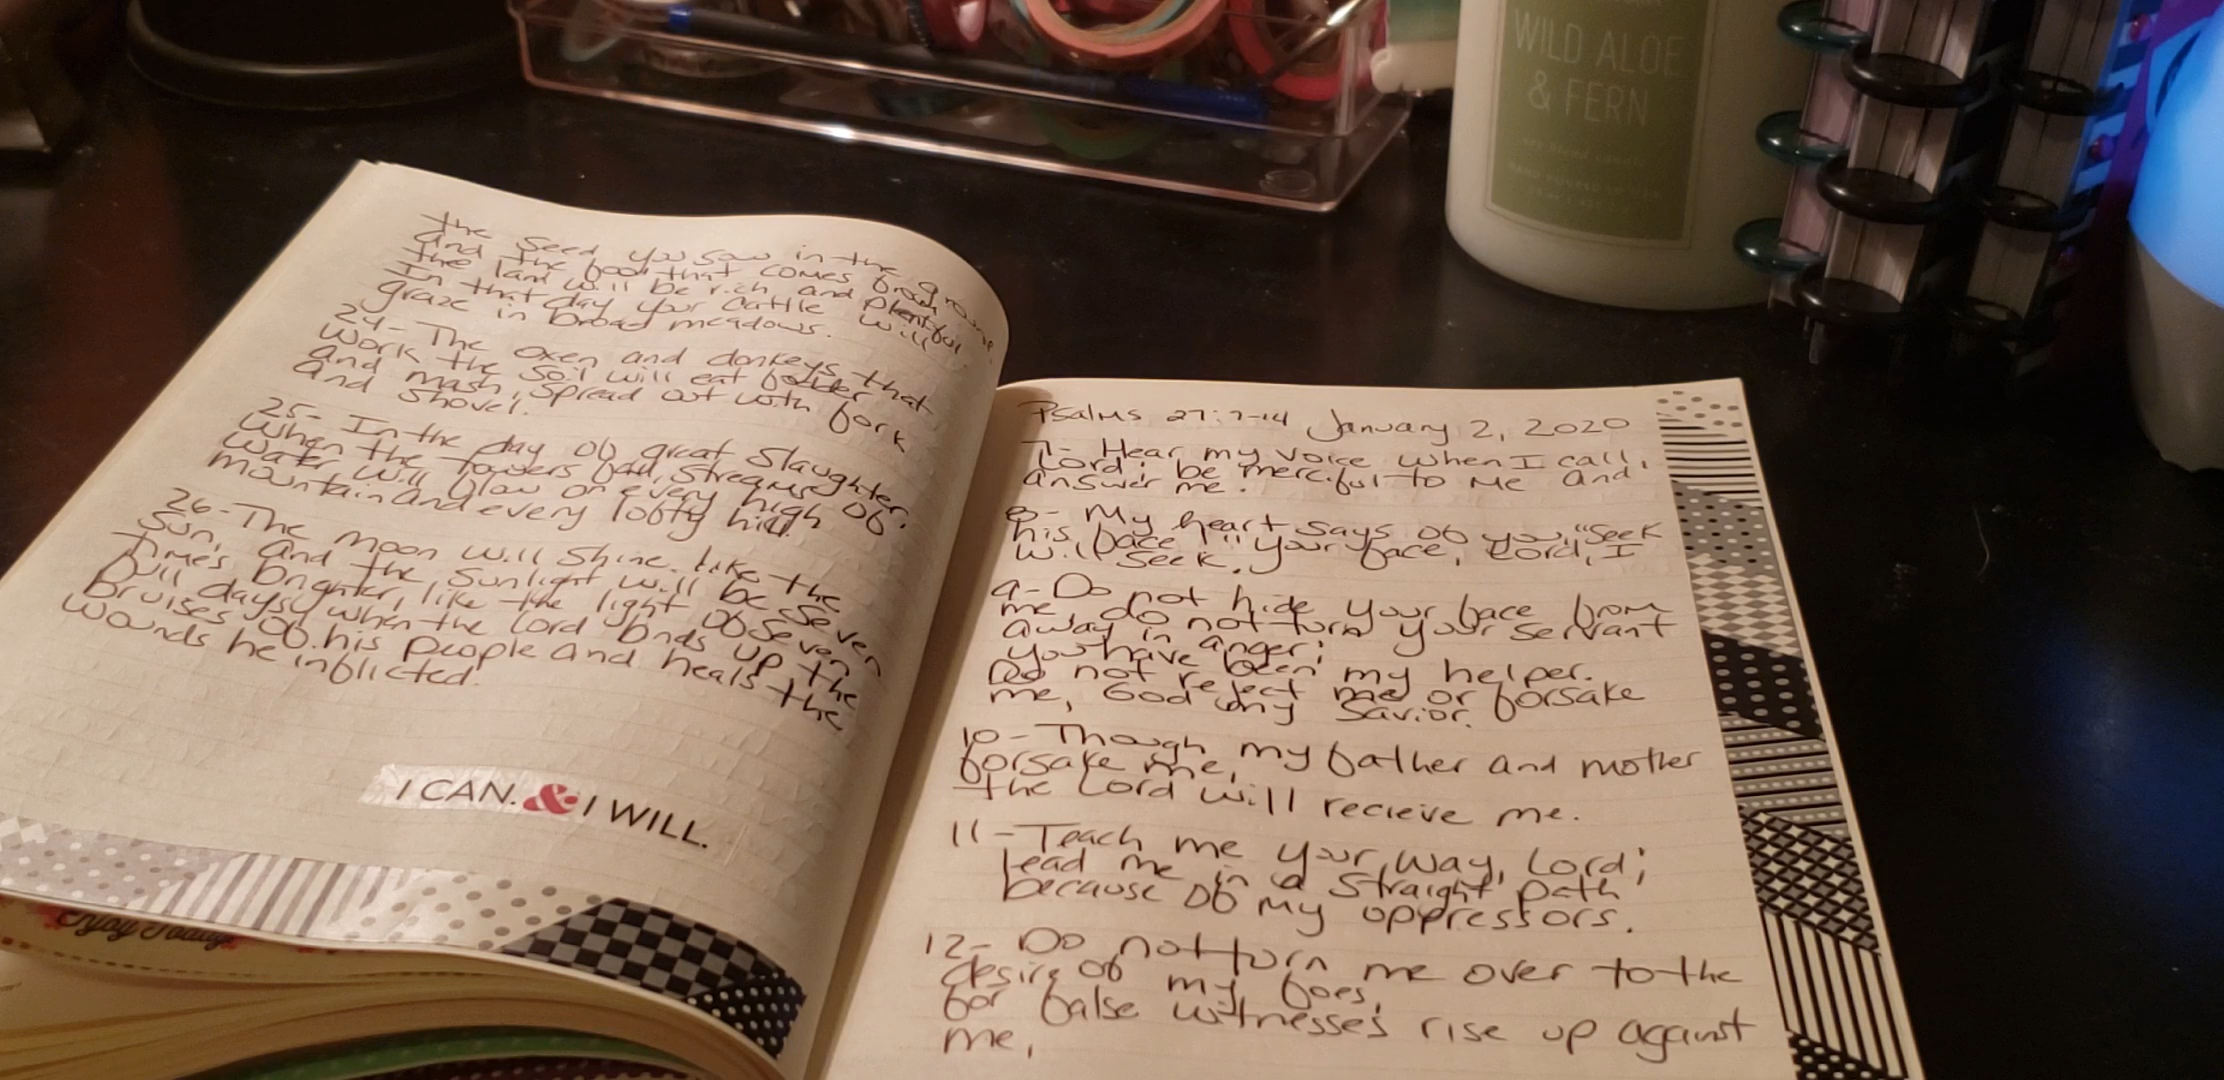 the seed you sow in the ground,
and the food that comes from
the land will be rich and plentiful
In that day your cattle will
graze in broad meadows.
24- The oxen and donkeys that
work the soil will eat fodder
and mash, spread out with fork
and shovel.
25- In the day of great slaughter,
when the towers fall, streams of
water will flow on every high
mountain and every lofty hill.
26- The moon will shine like the
sun, and the sunlight will be seven
times brighter, like the light of seven
full days, when the Lord binds up the
bruises of his people and heals the
wounds he inflicted.
I CAN. & I WILL.
Enjoy Today
Psalms 27:7-14 January 2, 2020
7- Hear my voice when I call,
Lord; be merciful to me and
answer me.
8- My heart says of you, "Seek
his face!" your face, Lord, I
will seek.
9- Do not hide your face from
me, do not turn your servant
away in anger;
you have been my helper.
Do not reject me or forsake
me, God my Savior.
10- Though my father and mother
forsake me,
the Lord will recieve me.
11- Teach me your way, Lord;
lead me in a straight path
because of my oppressors.
12- Do not turn me over to the
desire of my foes,
for false witnesses rise up against
me,
WILD ALOE
& FERN